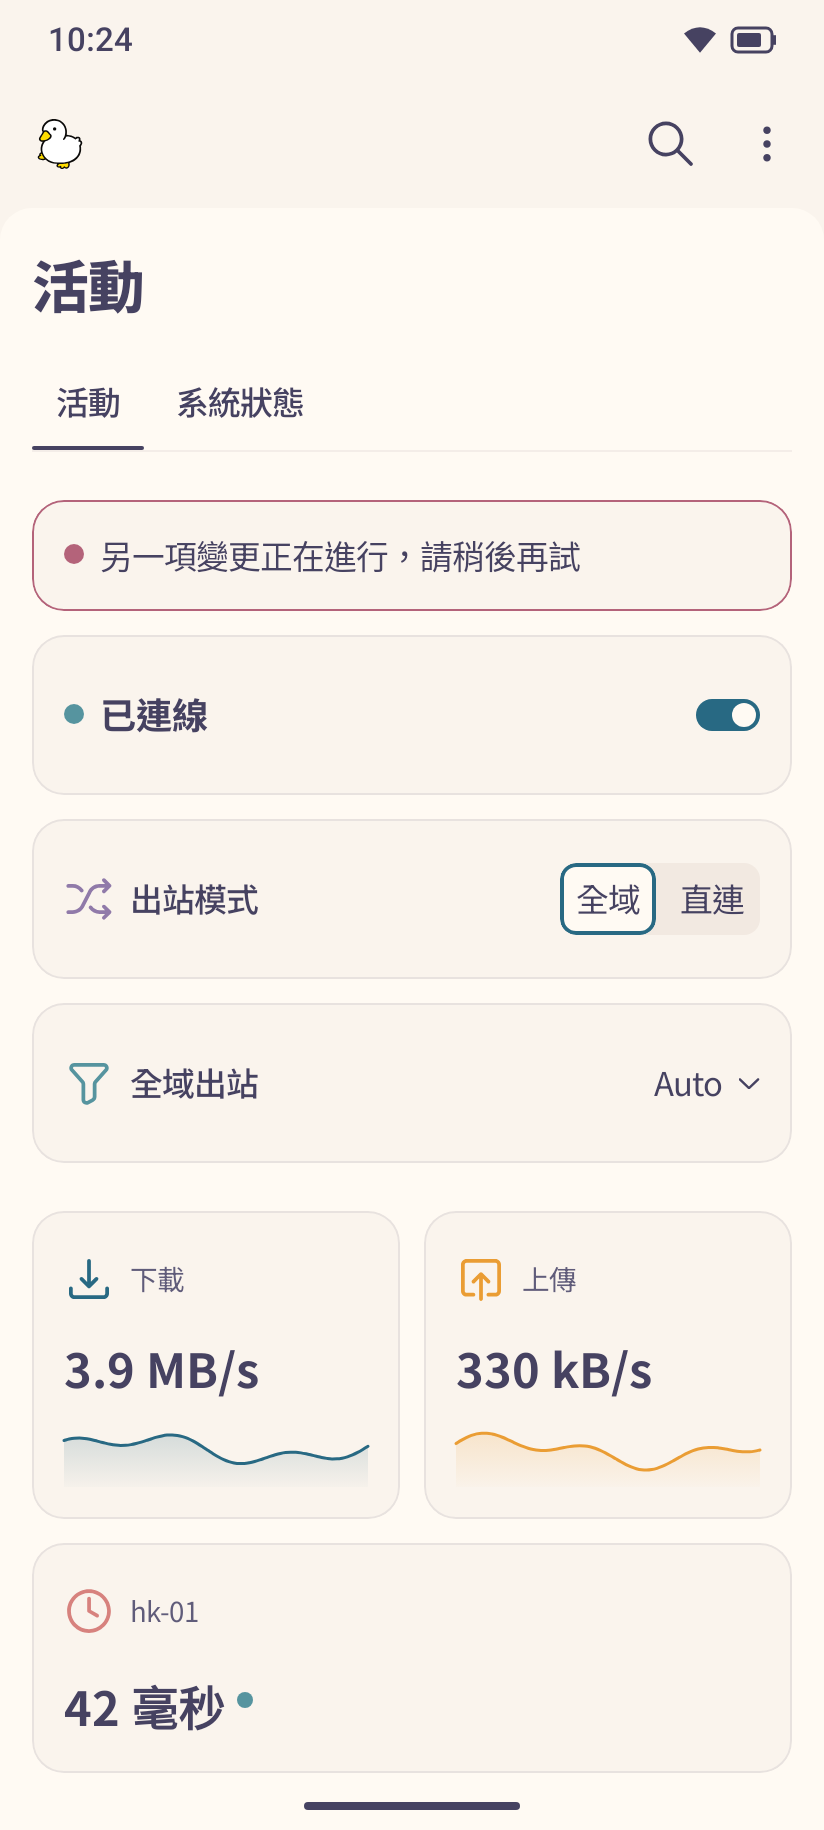 10:24
活動
活動 系統狀態
另一項變更正在進行，請稍後再試
已連線
出站模式 全域 直連
全域出站 Auto
下載 上傳
3.9 MB/s 330 kB/s
hk-01
42 毫秒